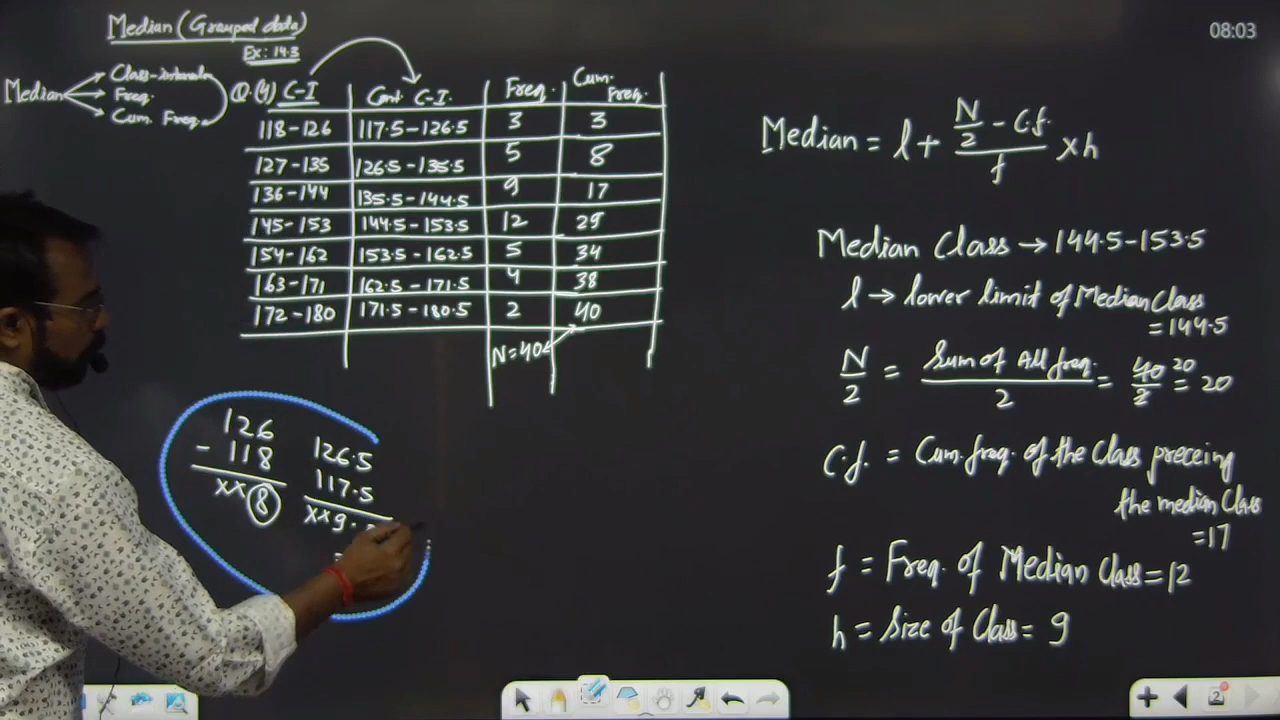 08:03
Median (Grouped data)
Ex: 14.3
Median
Class-intervals
Freq.
Cum. Freq.
Q.(4) C-I Cont. C-I. Freq. Cum. Freq.
118-126 117.5-126.5 3 3
127-135 126.5-135.5 5 8
136-144 135.5-144.5 9 17
145-153 144.5-153.5 12 29
154-162 153.5-162.5 5 34
163-171 162.5-171.5 4 38
172-180 171.5-180.5 2 40
N=40
126
- 118
xx8
126.5
117.5
xx9.
Median = l + (N/2 - C.f.)/f x h
Median Class → 144.5-153.5
l → lower limit of Median Class
= 144.5
N/2 = Sum of All freq./2 = 40/2 20 = 20
C.f. = Cum. freq. of the Class preceing
the median Class
=17
f = Freq. of Median Class = 12
h = Size of Class = 9
2